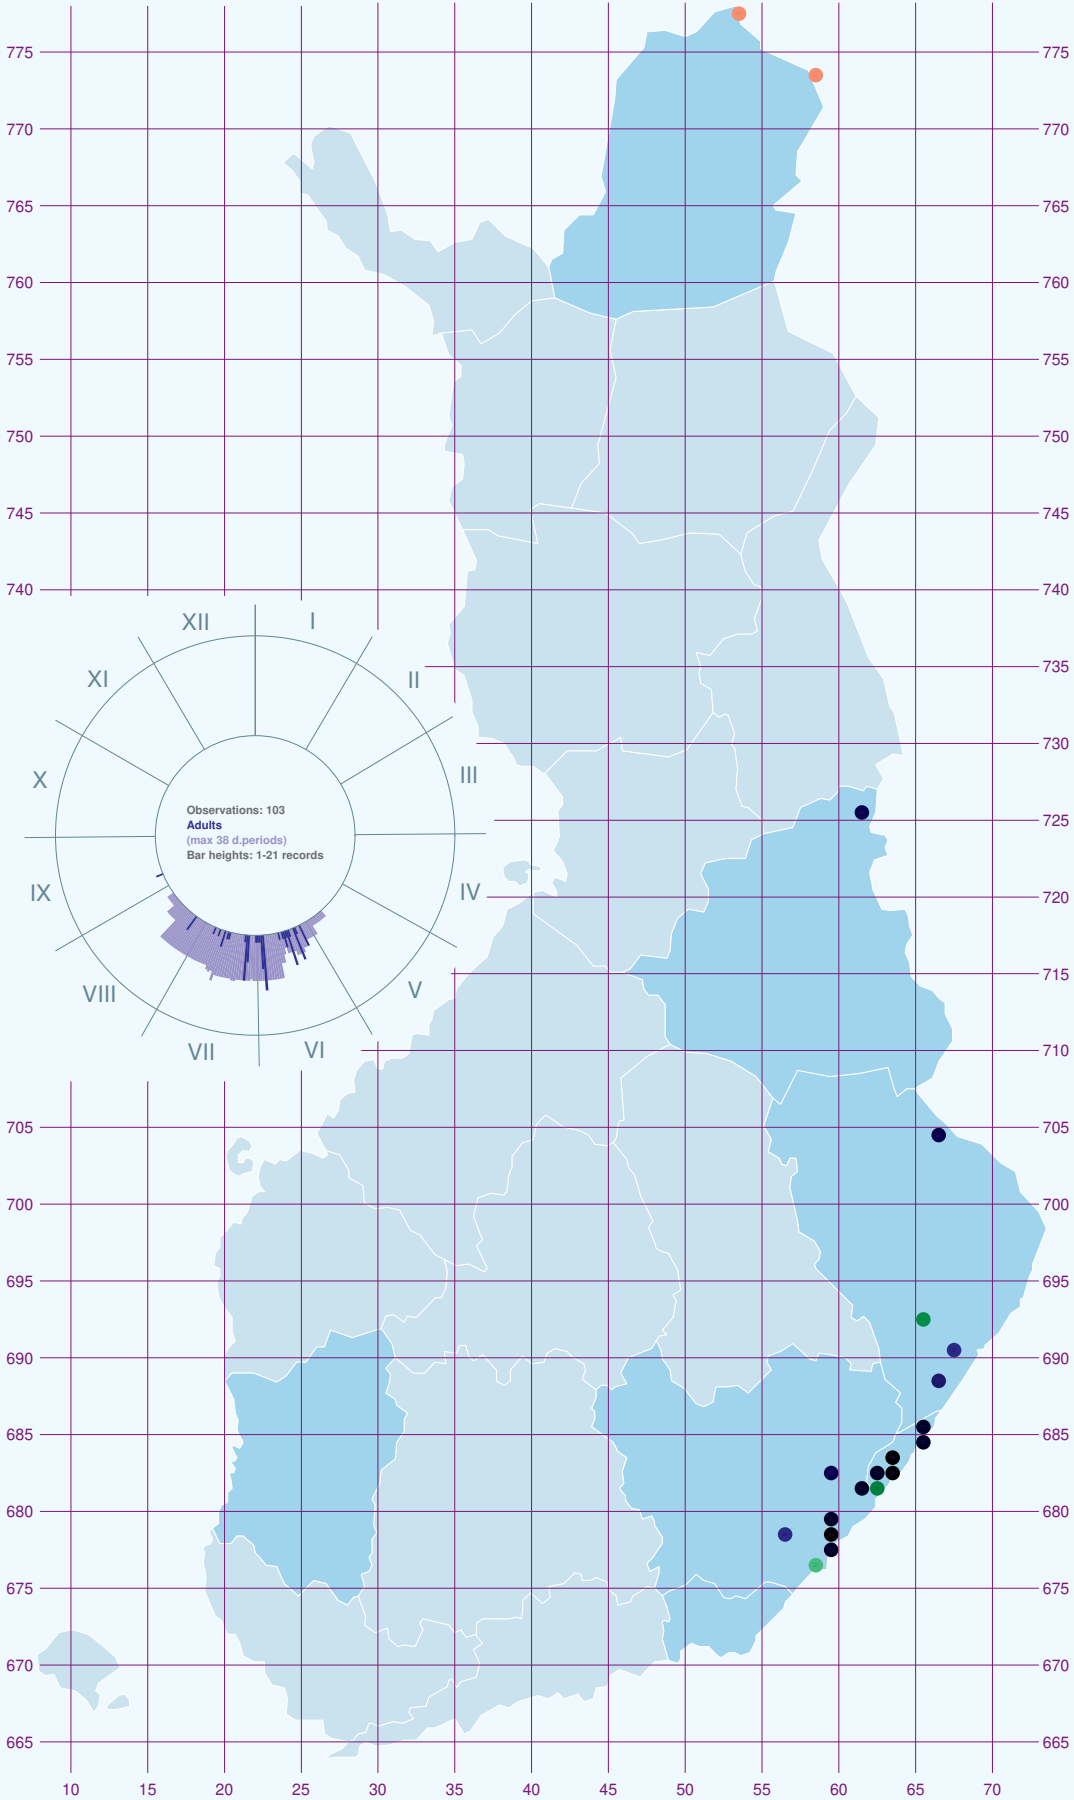 775 775
770 770
765 765
760 760
755 755
750 750
745 745
740 740
XII I
XI II
735
730
X III
Observations: 103
Adults
(max 38 d.periods)
Bar heights: 1-21 records
725
IX IV
720
VIII V
715
VII VI
710
705 705
700 700
695 695
690 690
685 685
680 680
675 675
670 670
665 665
10 15 20 25 30 35 40 45 50 55 60 65 70